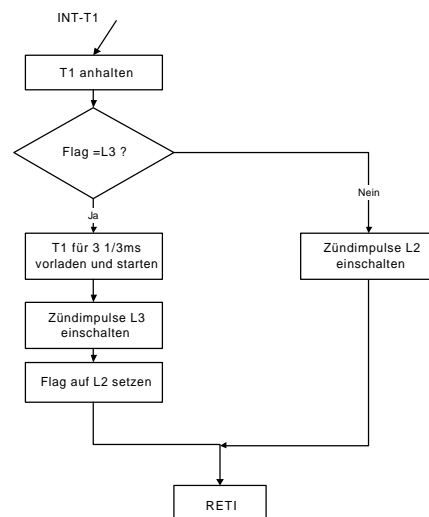 INT-T1
T1 anhalten
Flag =L3 ?
Nein
Ja
T1 für 3 1/3ms
vorladen und starten
Zündimpulse L2
einschalten
Zündimpulse L3
einschalten
Flag auf L2 setzen
RETI